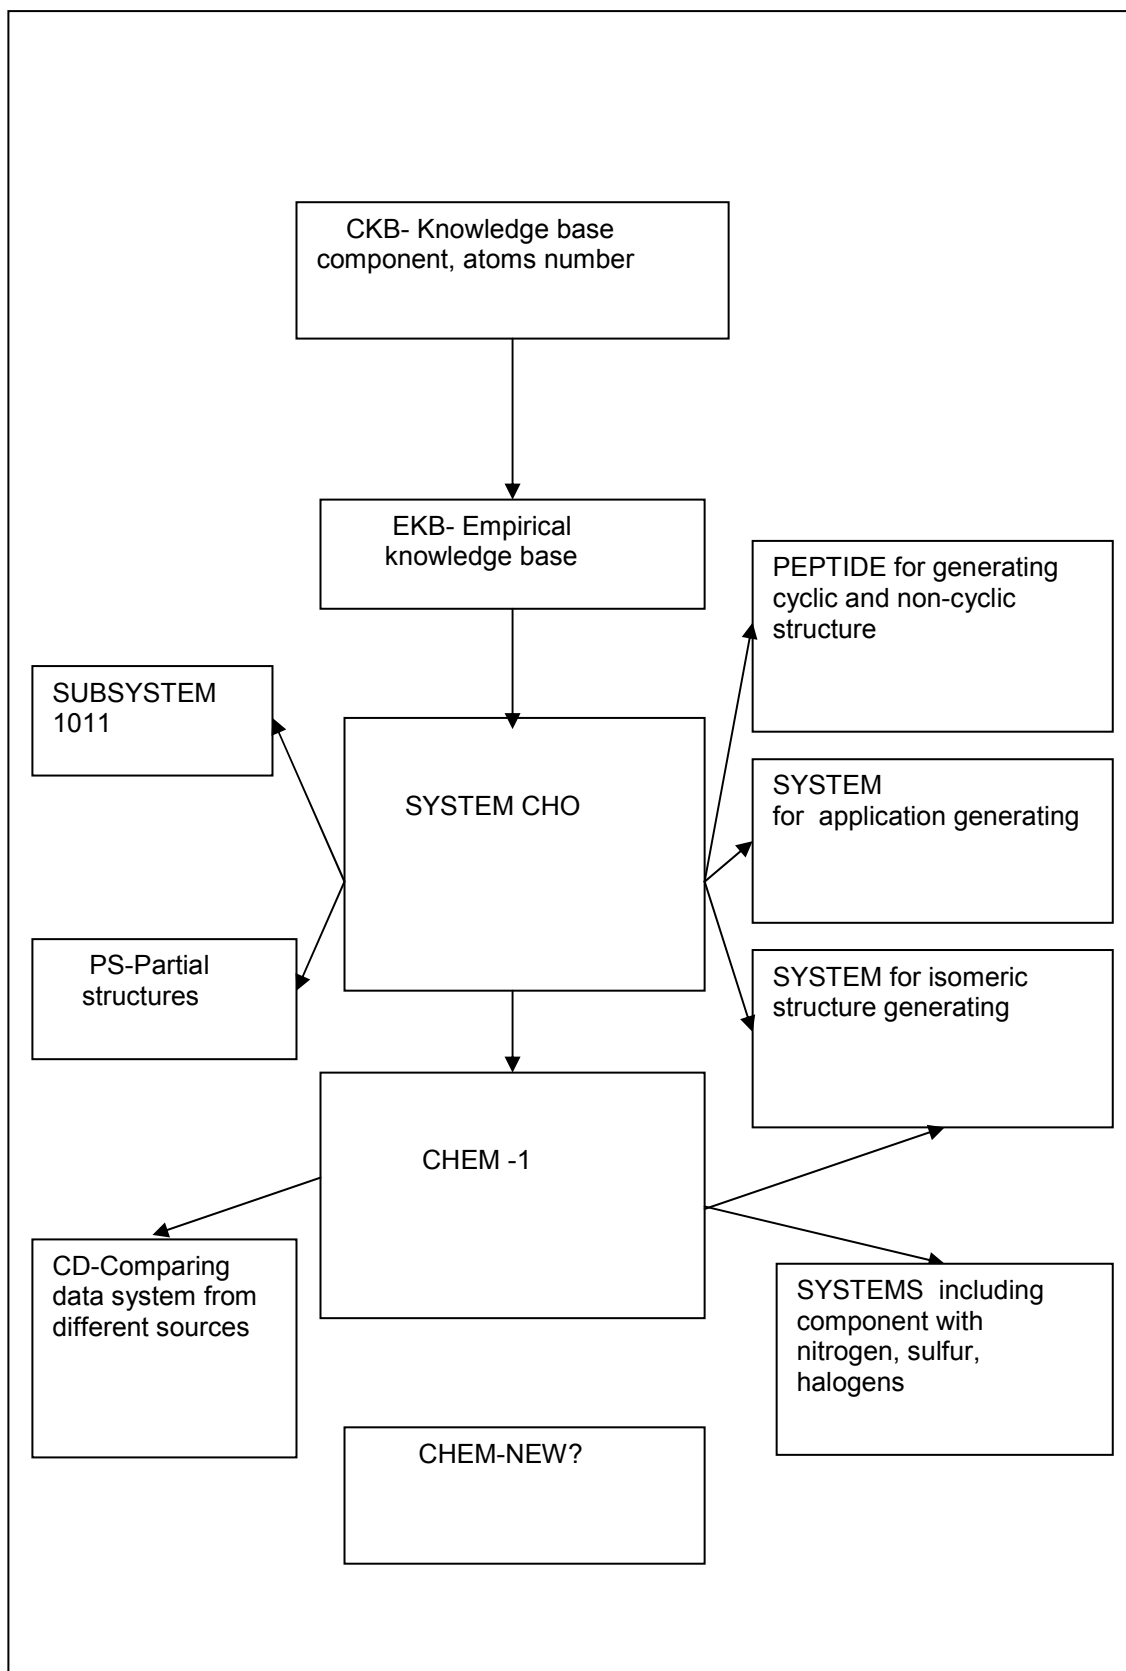 CKB- Knowledge base
component, atoms number
EKB- Empirical
knowledge base
PEPTIDE for generating
cyclic and non-cyclic
structure
SUBSYSTEM
1011
SYSTEM CHO
SYSTEM
for application generating
PS-Partial
structures
SYSTEM for isomeric
structure generating
CHEM -1
CD-Comparing
data system from
different sources
SYSTEMS including
component with
nitrogen, sulfur,
halogens
CHEM-NEW?